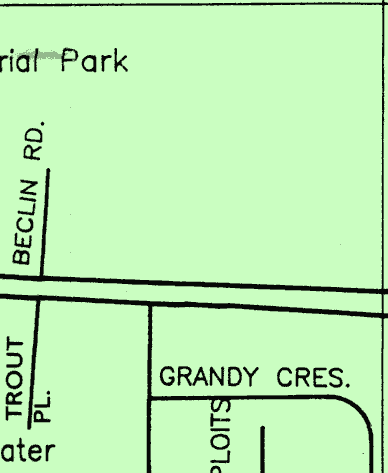 rial Park
BECLIN RD.
TROUT
PL.
GRANDY CRES.
PLOITS
ater